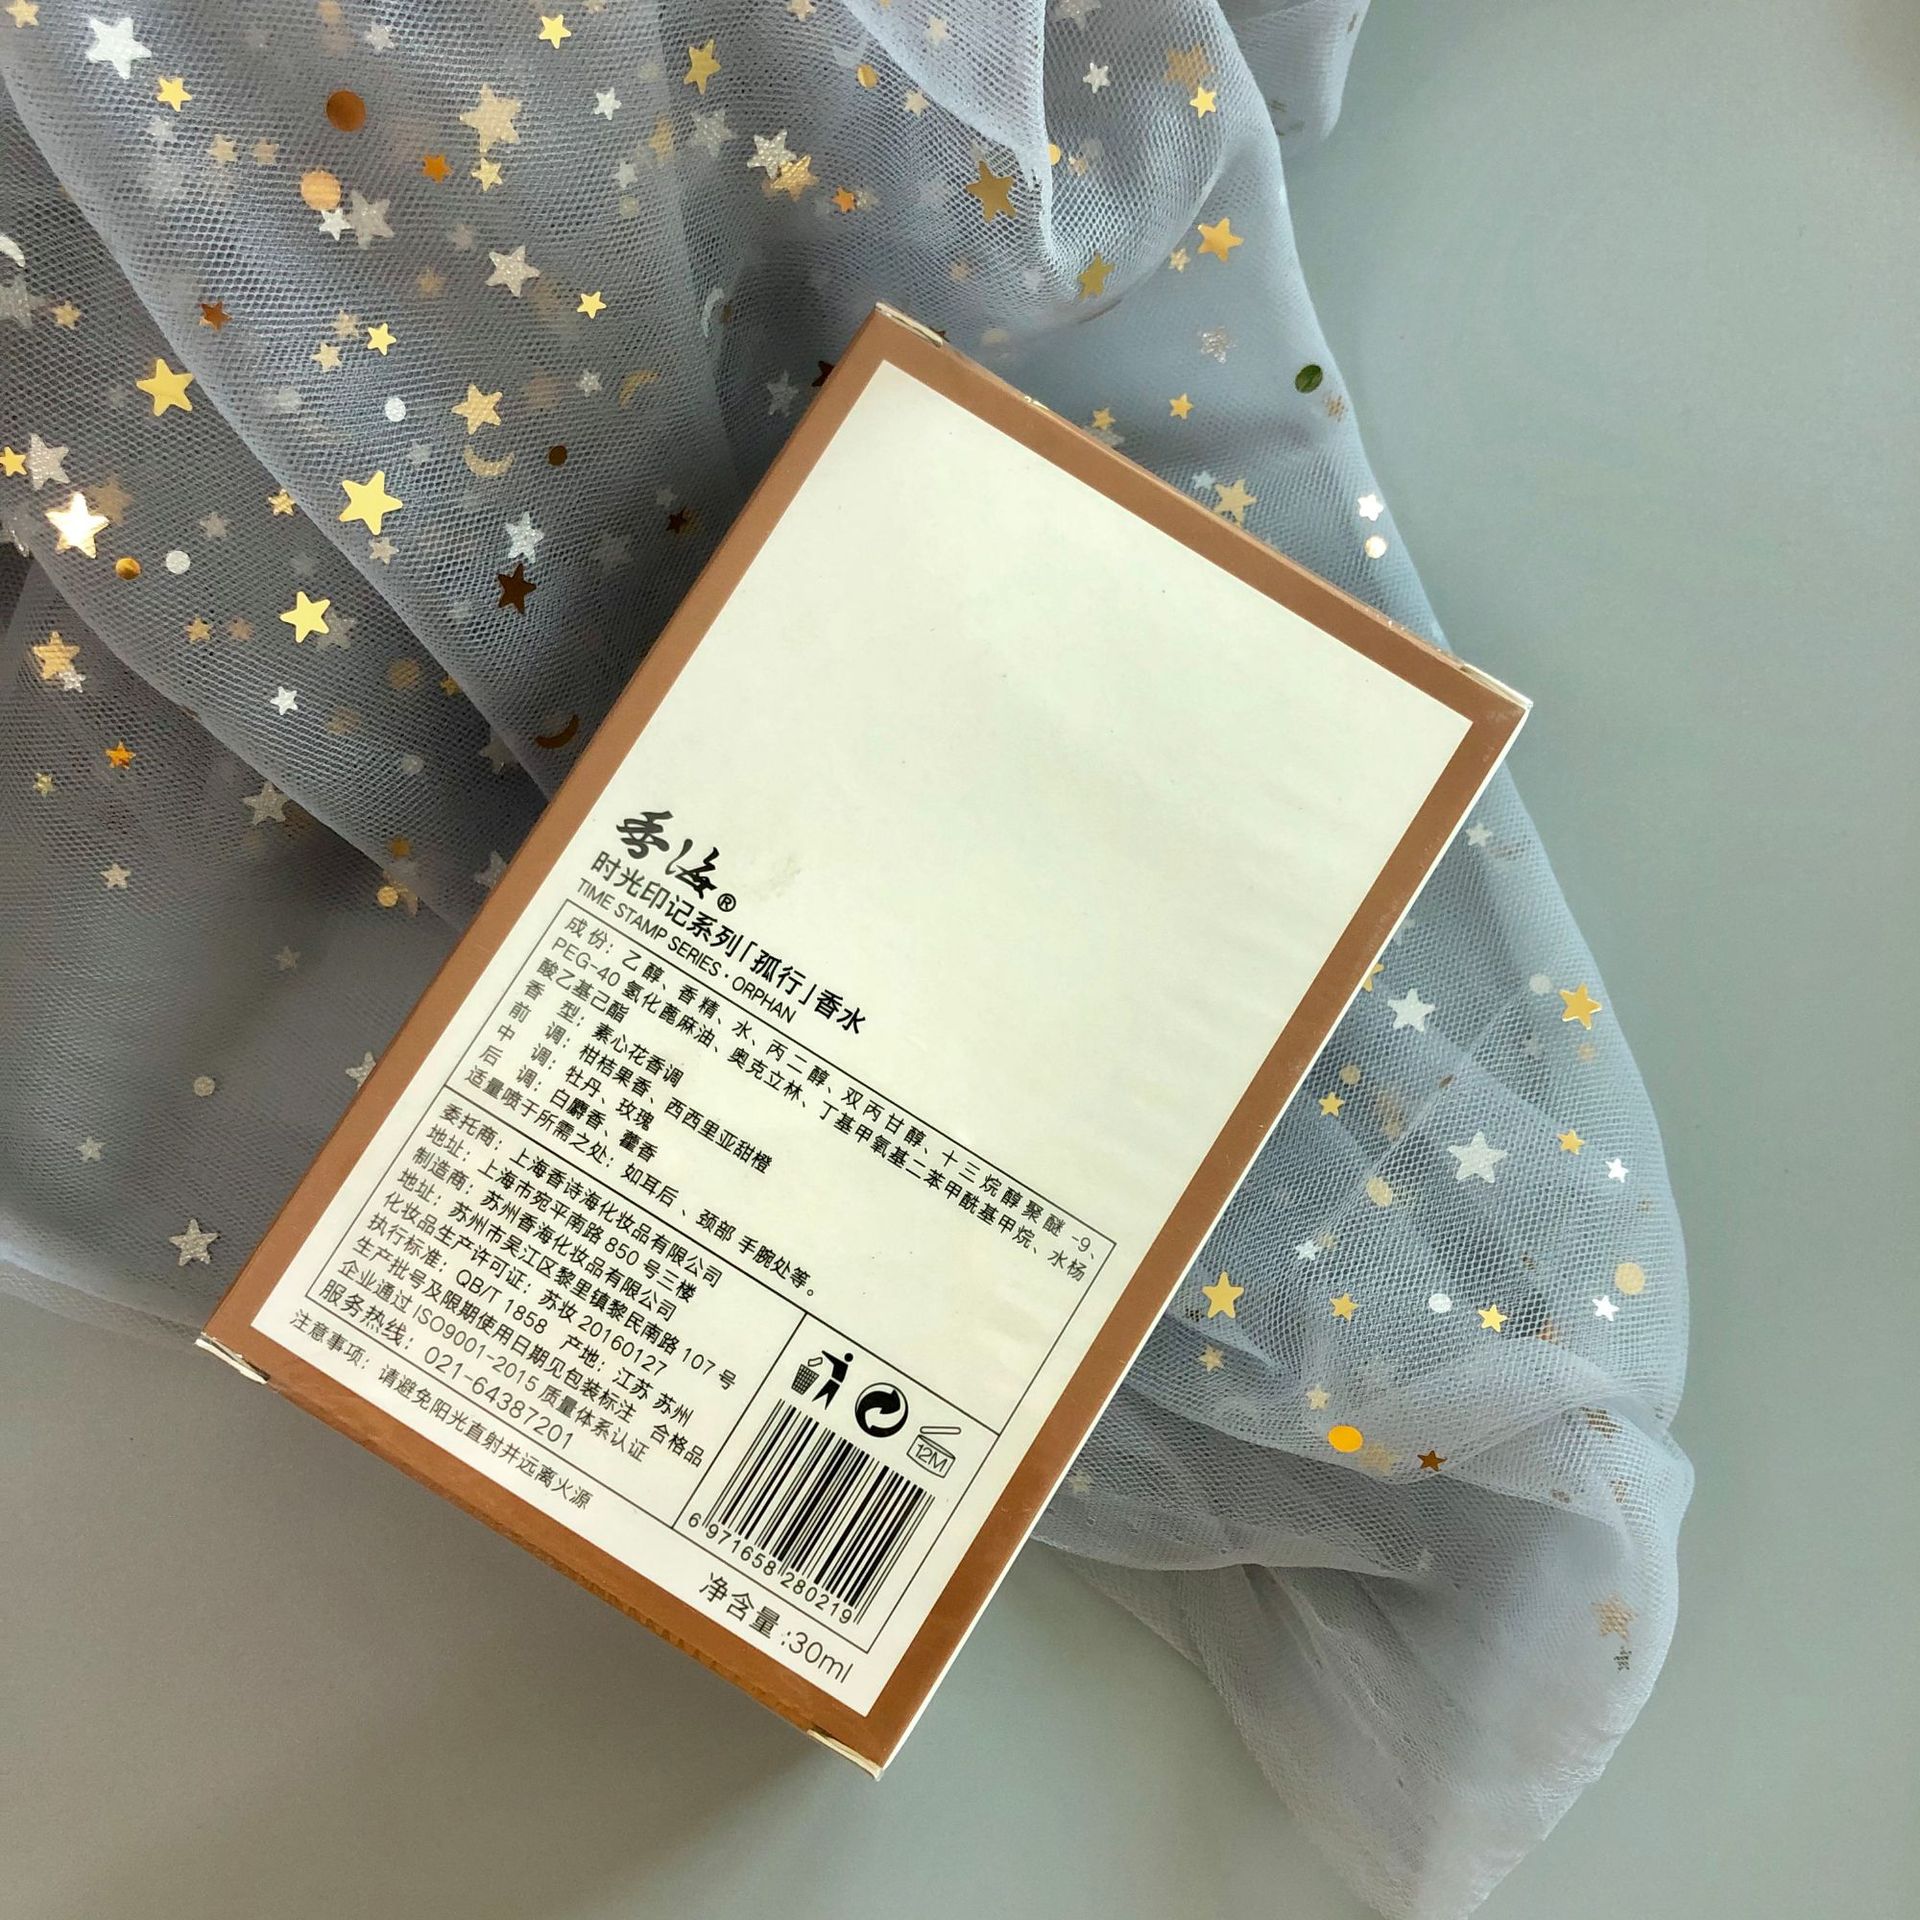 香海®
时光印记系列「孤行」香水
TIME STAMP SERIES · ORPHAN
成份：乙醇、香精、水、丙二醇、双丙甘醇、十三烷醇聚醚-9、
PEG-40 氢化蓖麻油、奥克立林、丁基甲氧基二苯甲酰基甲烷、水杨
酸乙基己酯
香型：素心花香调
前调：柑桔果香、西西里亚甜橙
中调：牡丹、玫瑰
后调：白麝香、藿香
适量喷于所需之处：如耳后、颈部 手腕处等。
委托商：上海香诗海化妆品有限公司
地址：上海市宛平南路 850 号三楼
制造商：苏州香海化妆品有限公司
地址：苏州市吴江区黎里镇黎民南路 107 号
化妆品生产许可证：苏妆 20160127
执行标准：QB/T 1858 产地：江苏 苏州
生产批号及限期使用日期见包装标注 合格品
企业通过 ISO9001-2015 质量体系认证
服务热线：021-64387201
注意事项：请避免阳光直射并远离火源
12M
6 971658 280219
净含量:30ml